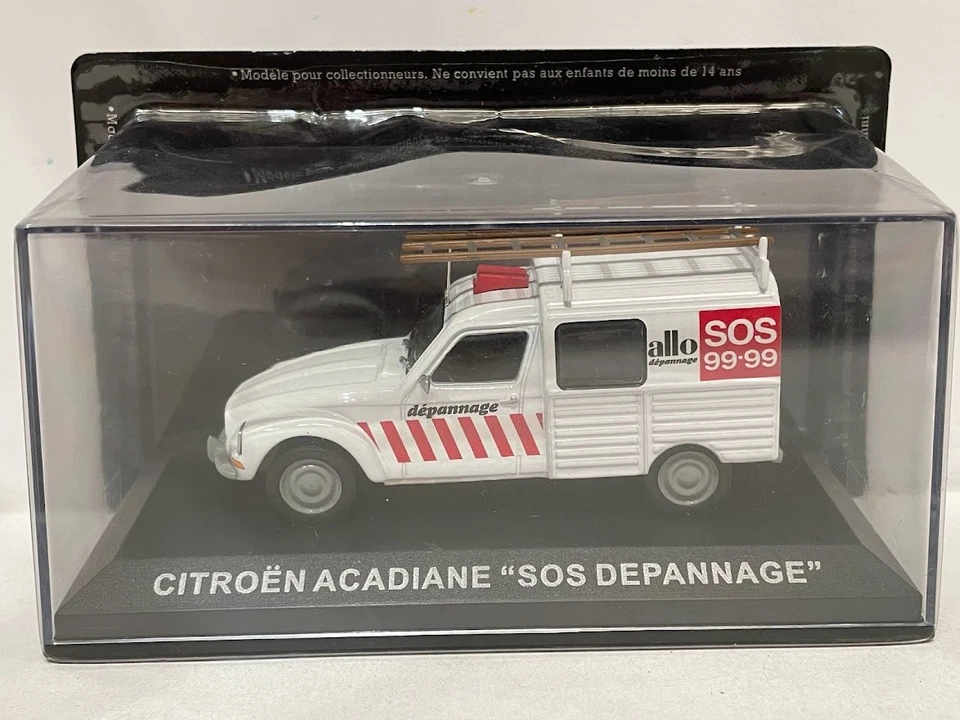 •Modèle pour collectionneurs. Ne convient pas aux enfants de moins de 14 ans
allo
dépannage
SOS
99·99
dépannage
CITROËN ACADIANE “SOS DEPANNAGE”